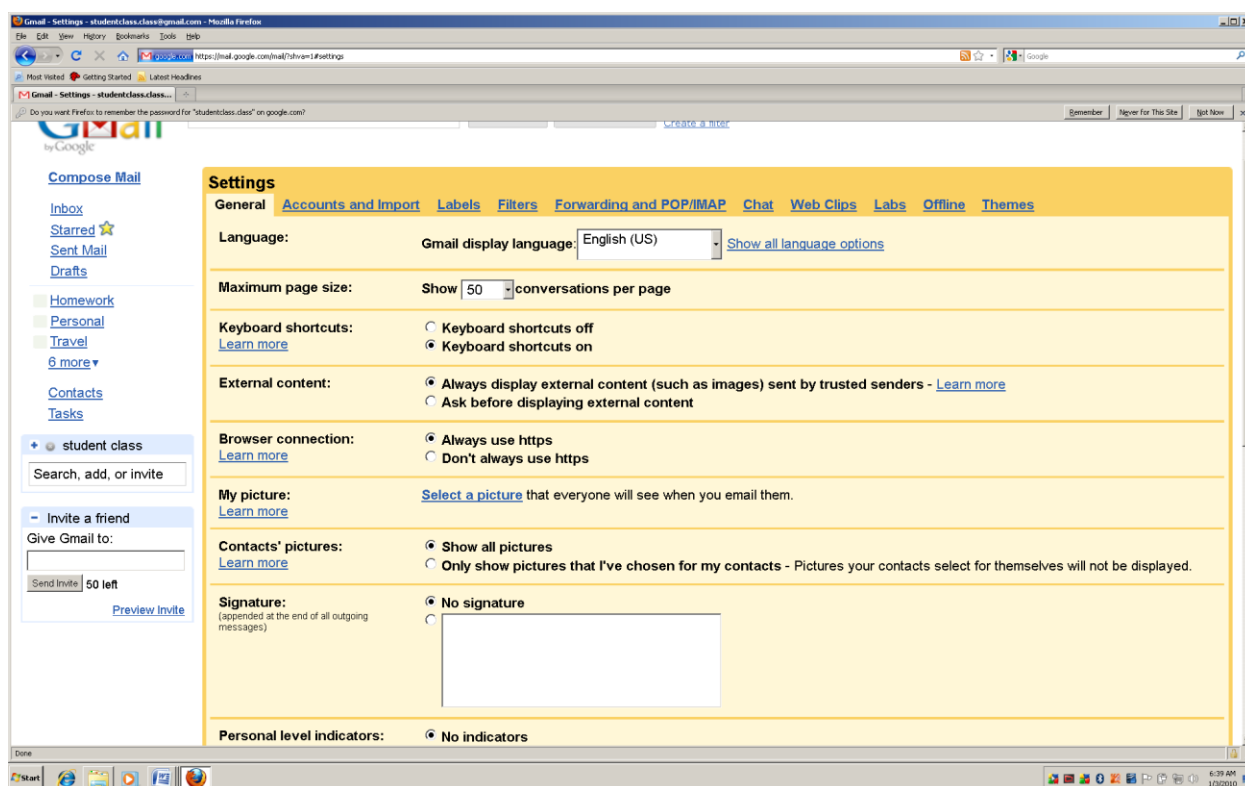 Gmail - Settings - studentclass.class@gmail.com - Mozilla Firefox
File Edit View History Bookmarks Tools Help
google.com https://mail.google.com/mail/?shva=1#settings Google
Most Visited Getting Started Latest Headlines
Gmail - Settings - studentclass.class...
Do you want Firefox to remember the password for "studentclass.class" on google.com? Remember Never for This Site Not Now
GMail Create a filter
by Google
Compose Mail
Inbox
Starred
Sent Mail
Drafts
Homework
Personal
Travel
6 more
Contacts
Tasks
student class
Search, add, or invite
Invite a friend
Give Gmail to:
Send Invite 50 left
Preview Invite
Settings
General Accounts and Import Labels Filters Forwarding and POP/IMAP Chat Web Clips Labs Offline Themes
Language: Gmail display language: English (US) Show all language options
Maximum page size: Show 50 conversations per page
Keyboard shortcuts: Keyboard shortcuts off
Learn more Keyboard shortcuts on
External content: Always display external content (such as images) sent by trusted senders - Learn more
Ask before displaying external content
Browser connection: Always use https
Learn more Don't always use https
My picture: Select a picture that everyone will see when you email them.
Learn more
Contacts' pictures: Show all pictures
Learn more Only show pictures that I've chosen for my contacts - Pictures your contacts select for themselves will not be displayed.
Signature: No signature
(appended at the end of all outgoing
messages)
Personal level indicators: No indicators
Done
Start 6:39 AM
1/3/2010